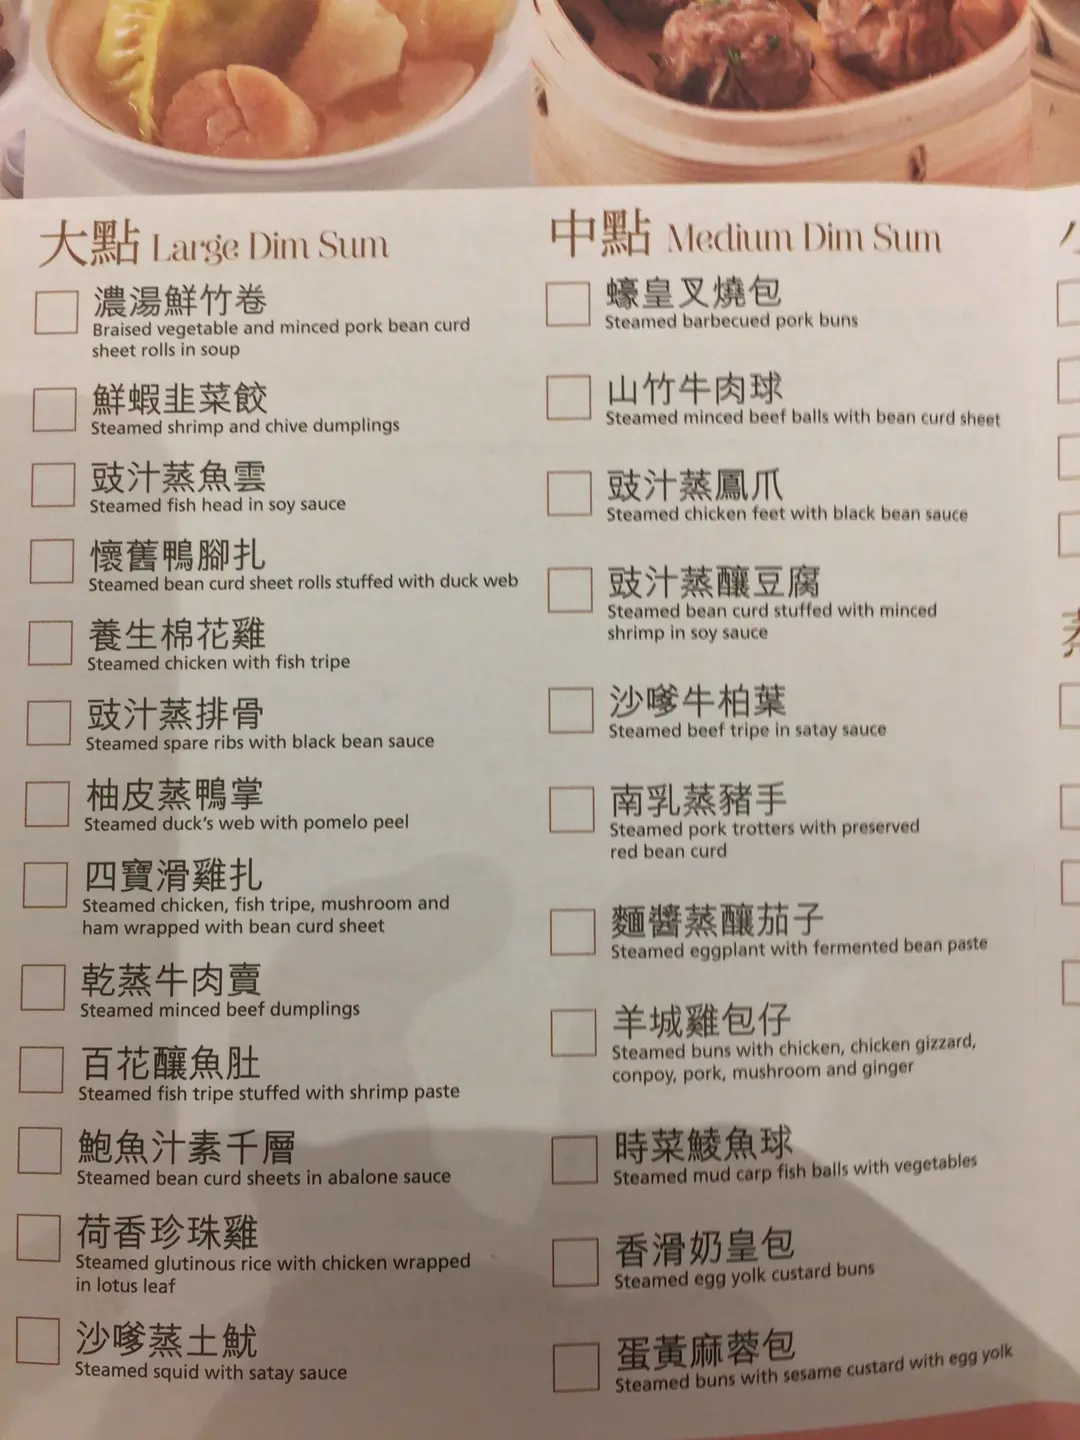 大點 Large Dim Sum
濃湯鮮竹卷
Braised vegetable and minced pork bean curd
sheet rolls in soup
鮮蝦韭菜餃
Steamed shrimp and chive dumplings
豉汁蒸魚雲
Steamed fish head in soy sauce
懷舊鴨腳扎
Steamed bean curd sheet rolls stuffed with duck web
養生棉花雞
Steamed chicken with fish tripe
豉汁蒸排骨
Steamed spare ribs with black bean sauce
柚皮蒸鴨掌
Steamed duck's web with pomelo peel
四寶滑雞扎
Steamed chicken, fish tripe, mushroom and
ham wrapped with bean curd sheet
乾蒸牛肉賣
Steamed minced beef dumplings
百花釀魚肚
Steamed fish tripe stuffed with shrimp paste
鮑魚汁素千層
Steamed bean curd sheets in abalone sauce
荷香珍珠雞
Steamed glutinous rice with chicken wrapped
in lotus leaf
沙嗲蒸土魷
Steamed squid with satay sauce
中點 Medium Dim Sum
蠔皇叉燒包
Steamed barbecued pork buns
山竹牛肉球
Steamed minced beef balls with bean curd sheet
豉汁蒸鳳爪
Steamed chicken feet with black bean sauce
豉汁蒸釀豆腐
Steamed bean curd stuffed with minced
shrimp in soy sauce
沙嗲牛柏葉
Steamed beef tripe in satay sauce
南乳蒸豬手
Steamed pork trotters with preserved
red bean curd
麵醬蒸釀茄子
Steamed eggplant with fermented bean paste
羊城雞包仔
Steamed buns with chicken, chicken gizzard,
conpoy, pork, mushroom and ginger
時菜鯪魚球
Steamed mud carp fish balls with vegetables
香滑奶皇包
Steamed egg yolk custard buns
蛋黃麻蓉包
Steamed buns with sesame custard with egg yolk